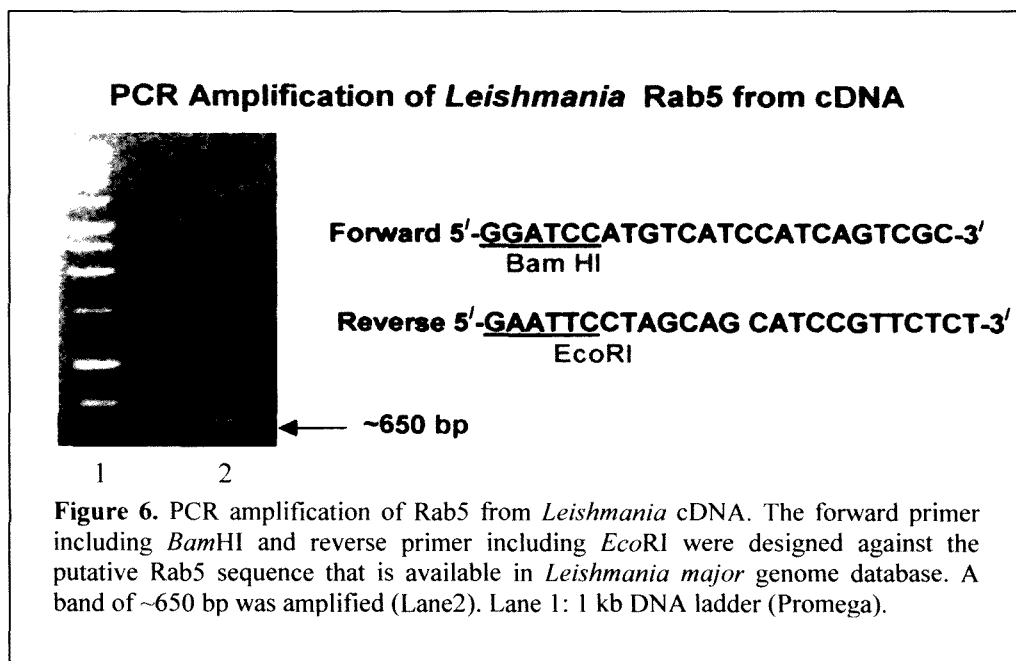 PCR Amplification of Leishmania Rab5 from cDNA
Forward 5/-GGATCCATGTCATCCATCAGTCGC-3/
Bam HI
Reverse 5/-GAATTCCTAGCAG CATCCGTTCTCT-3/
EcoRI
~650 bp
1 2
Figure 6. PCR amplification of Rab5 from Leishmania cDNA. The forward primer
including BamHI and reverse primer including EcoRI were designed against the
putative Rab5 sequence that is available in Leishmania major genome database. A
band of ~650 bp was amplified (Lane2). Lane 1: 1 kb DNA ladder (Promega).